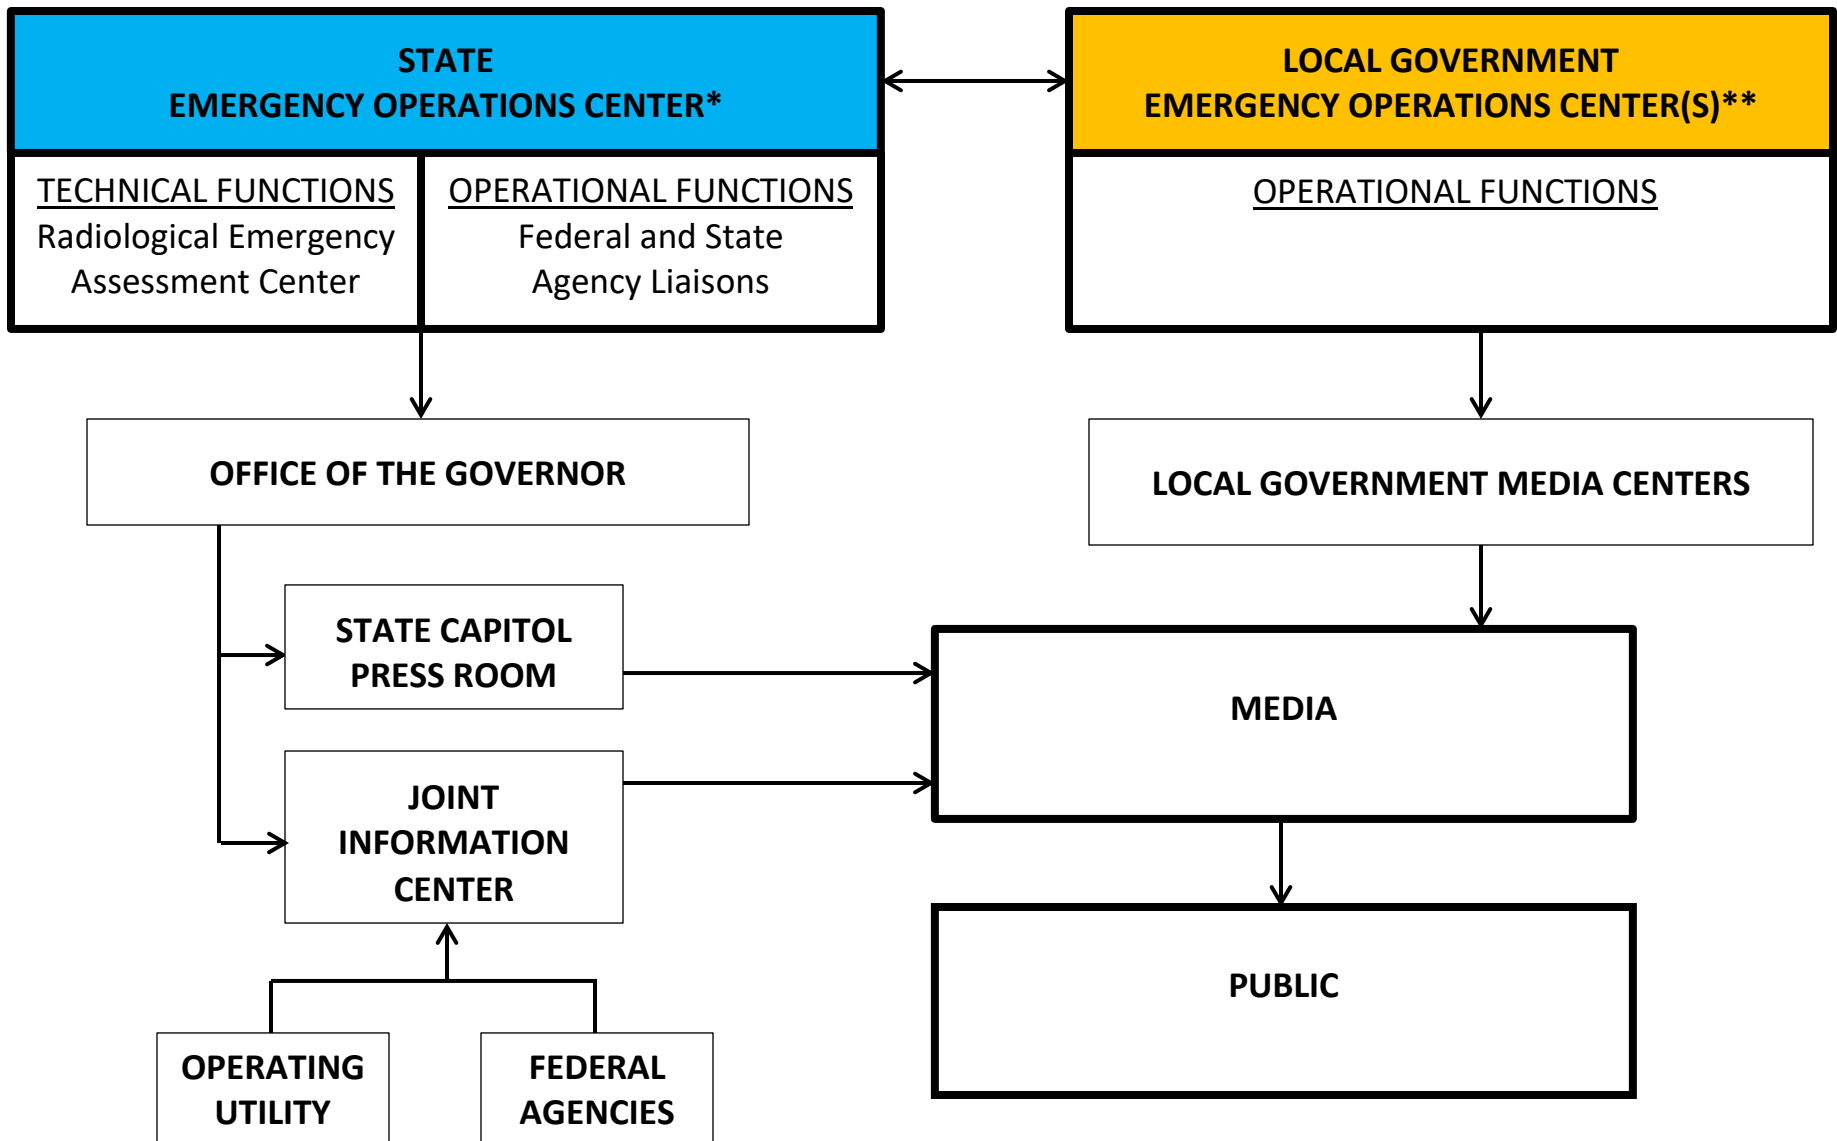 STATE
EMERGENCY OPERATIONS CENTER*
LOCAL GOVERNMENT
EMERGENCY OPERATIONS CENTER(S)**
TECHNICAL FUNCTIONS
Radiological Emergency
Assessment Center
OPERATIONAL FUNCTIONS
Federal and State
Agency Liaisons
OPERATIONAL FUNCTIONS
OFFICE OF THE GOVERNOR
LOCAL GOVERNMENT MEDIA CENTERS
STATE CAPITOL
PRESS ROOM
MEDIA
JOINT
INFORMATION
CENTER
PUBLIC
OPERATING
UTILITY
FEDERAL
AGENCIES